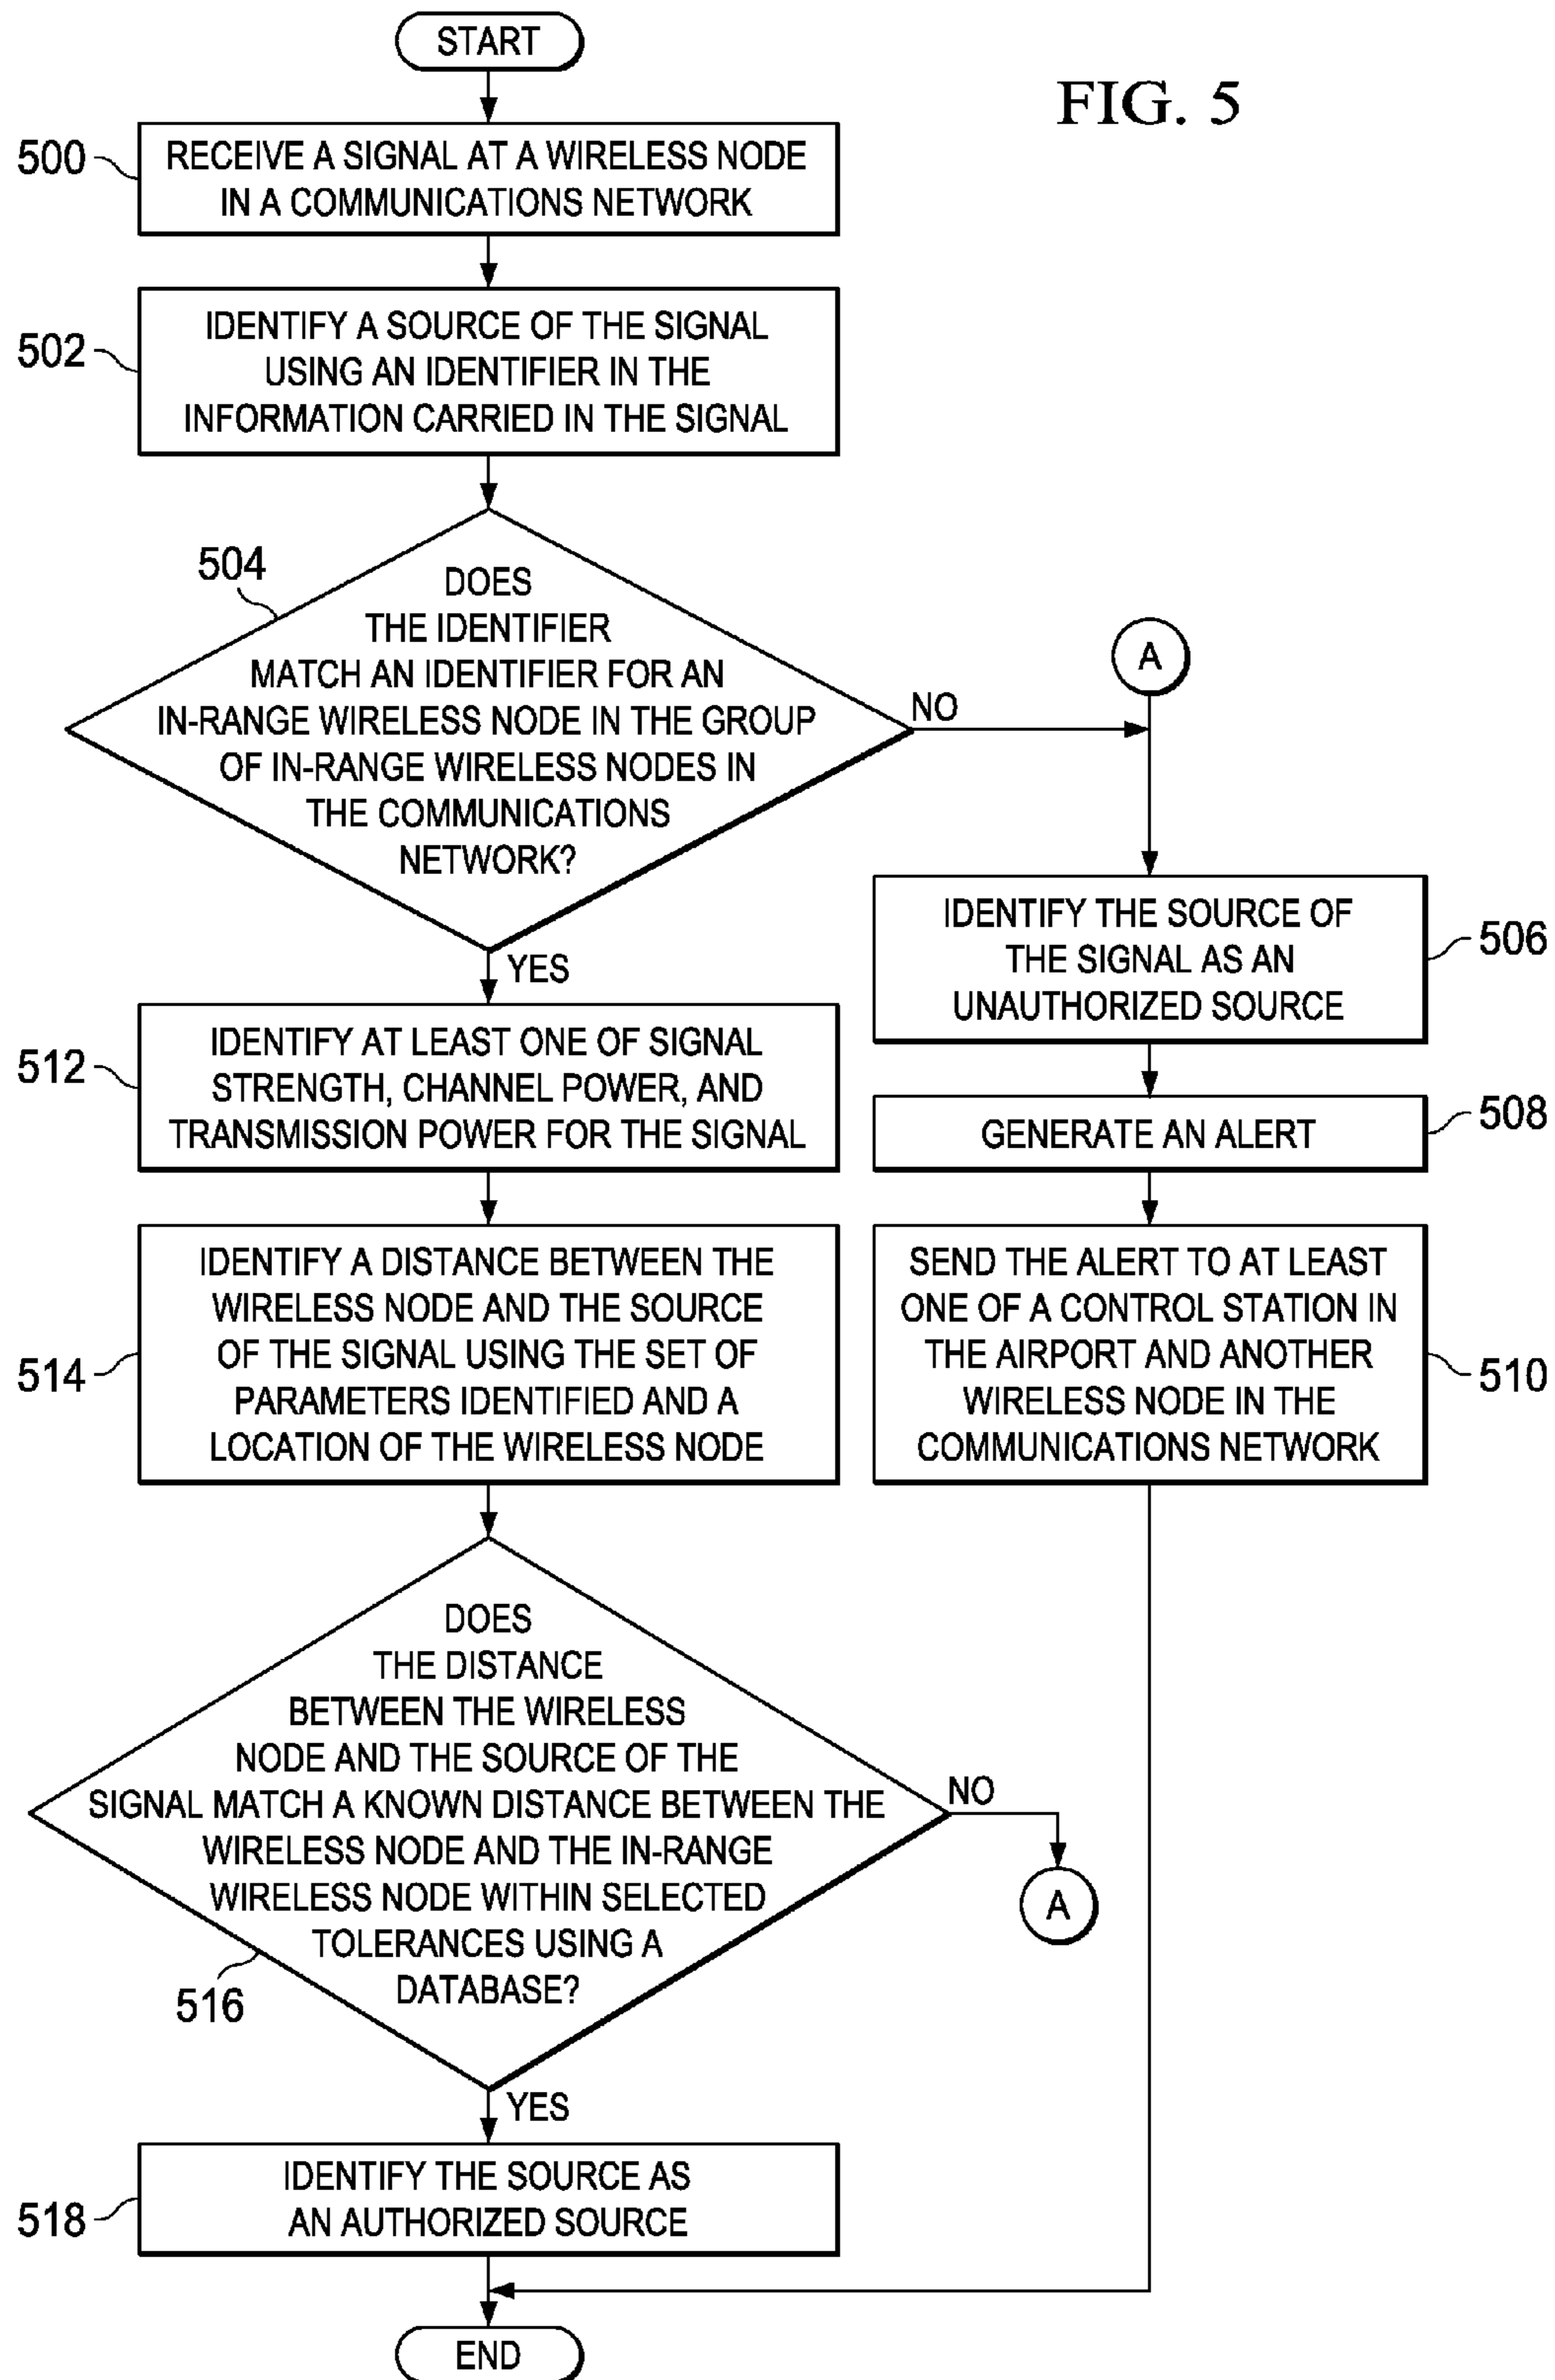 START
FIG. 5
500
RECEIVE A SIGNAL AT A WIRELESS NODE
IN A COMMUNICATIONS NETWORK
502
IDENTIFY A SOURCE OF THE SIGNAL
USING AN IDENTIFIER IN THE
INFORMATION CARRIED IN THE SIGNAL
504
DOES
THE IDENTIFIER
MATCH AN IDENTIFIER FOR AN
IN-RANGE WIRELESS NODE IN THE GROUP
OF IN-RANGE WIRELESS NODES IN
THE COMMUNICATIONS
NETWORK?
NO
A
YES
506
IDENTIFY THE SOURCE OF
THE SIGNAL AS AN
UNAUTHORIZED SOURCE
508
GENERATE AN ALERT
510
SEND THE ALERT TO AT LEAST
ONE OF A CONTROL STATION IN
THE AIRPORT AND ANOTHER
WIRELESS NODE IN THE
COMMUNICATIONS NETWORK
512
IDENTIFY AT LEAST ONE OF SIGNAL
STRENGTH, CHANNEL POWER, AND
TRANSMISSION POWER FOR THE SIGNAL
514
IDENTIFY A DISTANCE BETWEEN THE
WIRELESS NODE AND THE SOURCE
OF THE SIGNAL USING THE SET OF
PARAMETERS IDENTIFIED AND A
LOCATION OF THE WIRELESS NODE
DOES
THE DISTANCE
BETWEEN THE WIRELESS
NODE AND THE SOURCE OF THE
SIGNAL MATCH A KNOWN DISTANCE BETWEEN THE
WIRELESS NODE AND THE IN-RANGE
WIRELESS NODE WITHIN SELECTED
TOLERANCES USING A
DATABASE?
516
NO
A
YES
518
IDENTIFY THE SOURCE AS
AN AUTHORIZED SOURCE
END